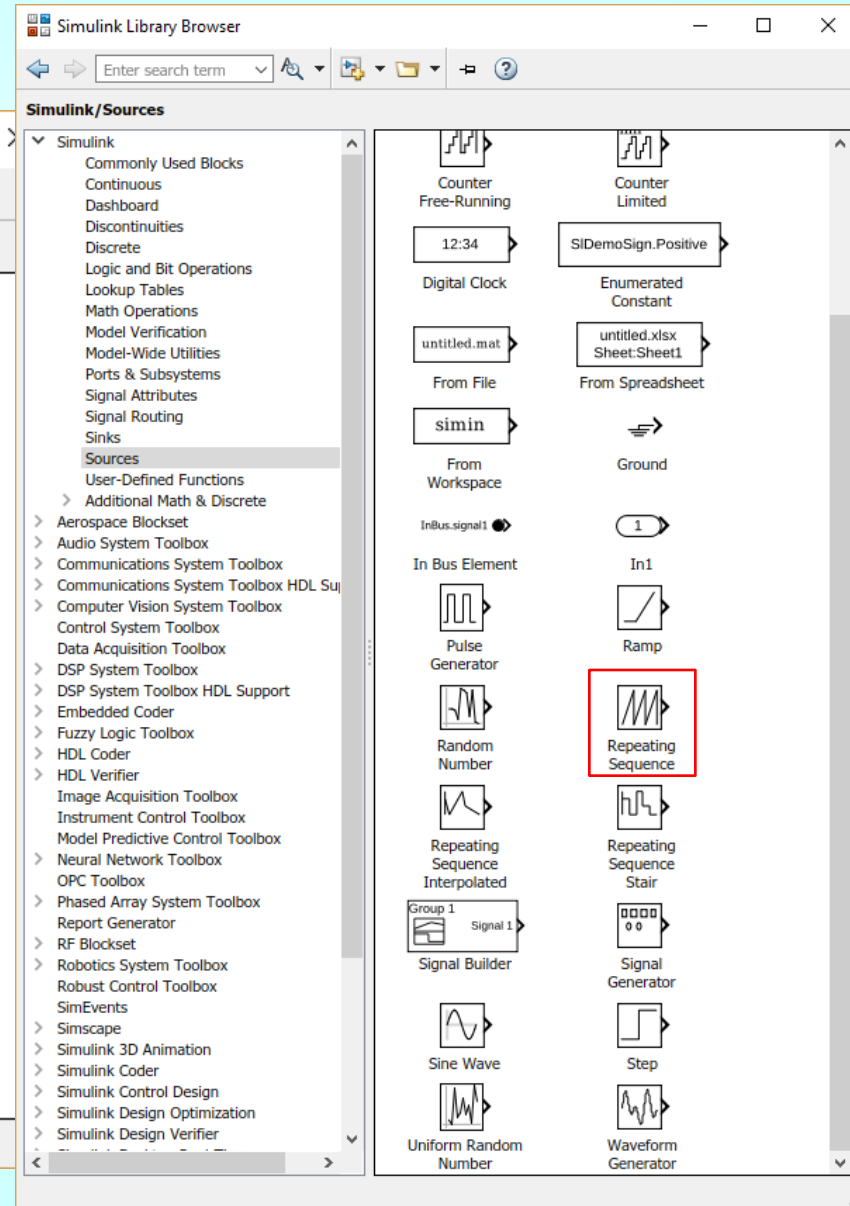 Simulink Library Browser
Enter search term
Simulink/Sources
Simulink
Commonly Used Blocks
Continuous
Dashboard
Discontinuities
Discrete
Logic and Bit Operations
Lookup Tables
Math Operations
Model Verification
Model-Wide Utilities
Ports & Subsystems
Signal Attributes
Signal Routing
Sinks
Sources
User-Defined Functions
Additional Math & Discrete
Aerospace Blockset
Audio System Toolbox
Communications System Toolbox
Communications System Toolbox HDL Su
Computer Vision System Toolbox
Control System Toolbox
Data Acquisition Toolbox
DSP System Toolbox
DSP System Toolbox HDL Support
Embedded Coder
Fuzzy Logic Toolbox
HDL Coder
HDL Verifier
Image Acquisition Toolbox
Instrument Control Toolbox
Model Predictive Control Toolbox
Neural Network Toolbox
OPC Toolbox
Phased Array System Toolbox
Report Generator
RF Blockset
Robotics System Toolbox
Robust Control Toolbox
SimEvents
Simscape
Simulink 3D Animation
Simulink Coder
Simulink Control Design
Simulink Design Optimization
Simulink Design Verifier
Counter
Free-Running
Counter
Limited
12:34
Digital Clock
SlDemoSign.Positive
Enumerated
Constant
untitled.mat
From File
untitled.xlsx
Sheet:Sheet1
From Spreadsheet
simin
From
Workspace
Ground
InBus.signal1
In Bus Element
1
In1
Pulse
Generator
Ramp
Random
Number
Repeating
Sequence
Repeating
Sequence
Interpolated
Repeating
Sequence
Stair
Group 1
Signal 1
Signal Builder
Signal
Generator
Sine Wave
Step
Uniform Random
Number
Waveform
Generator